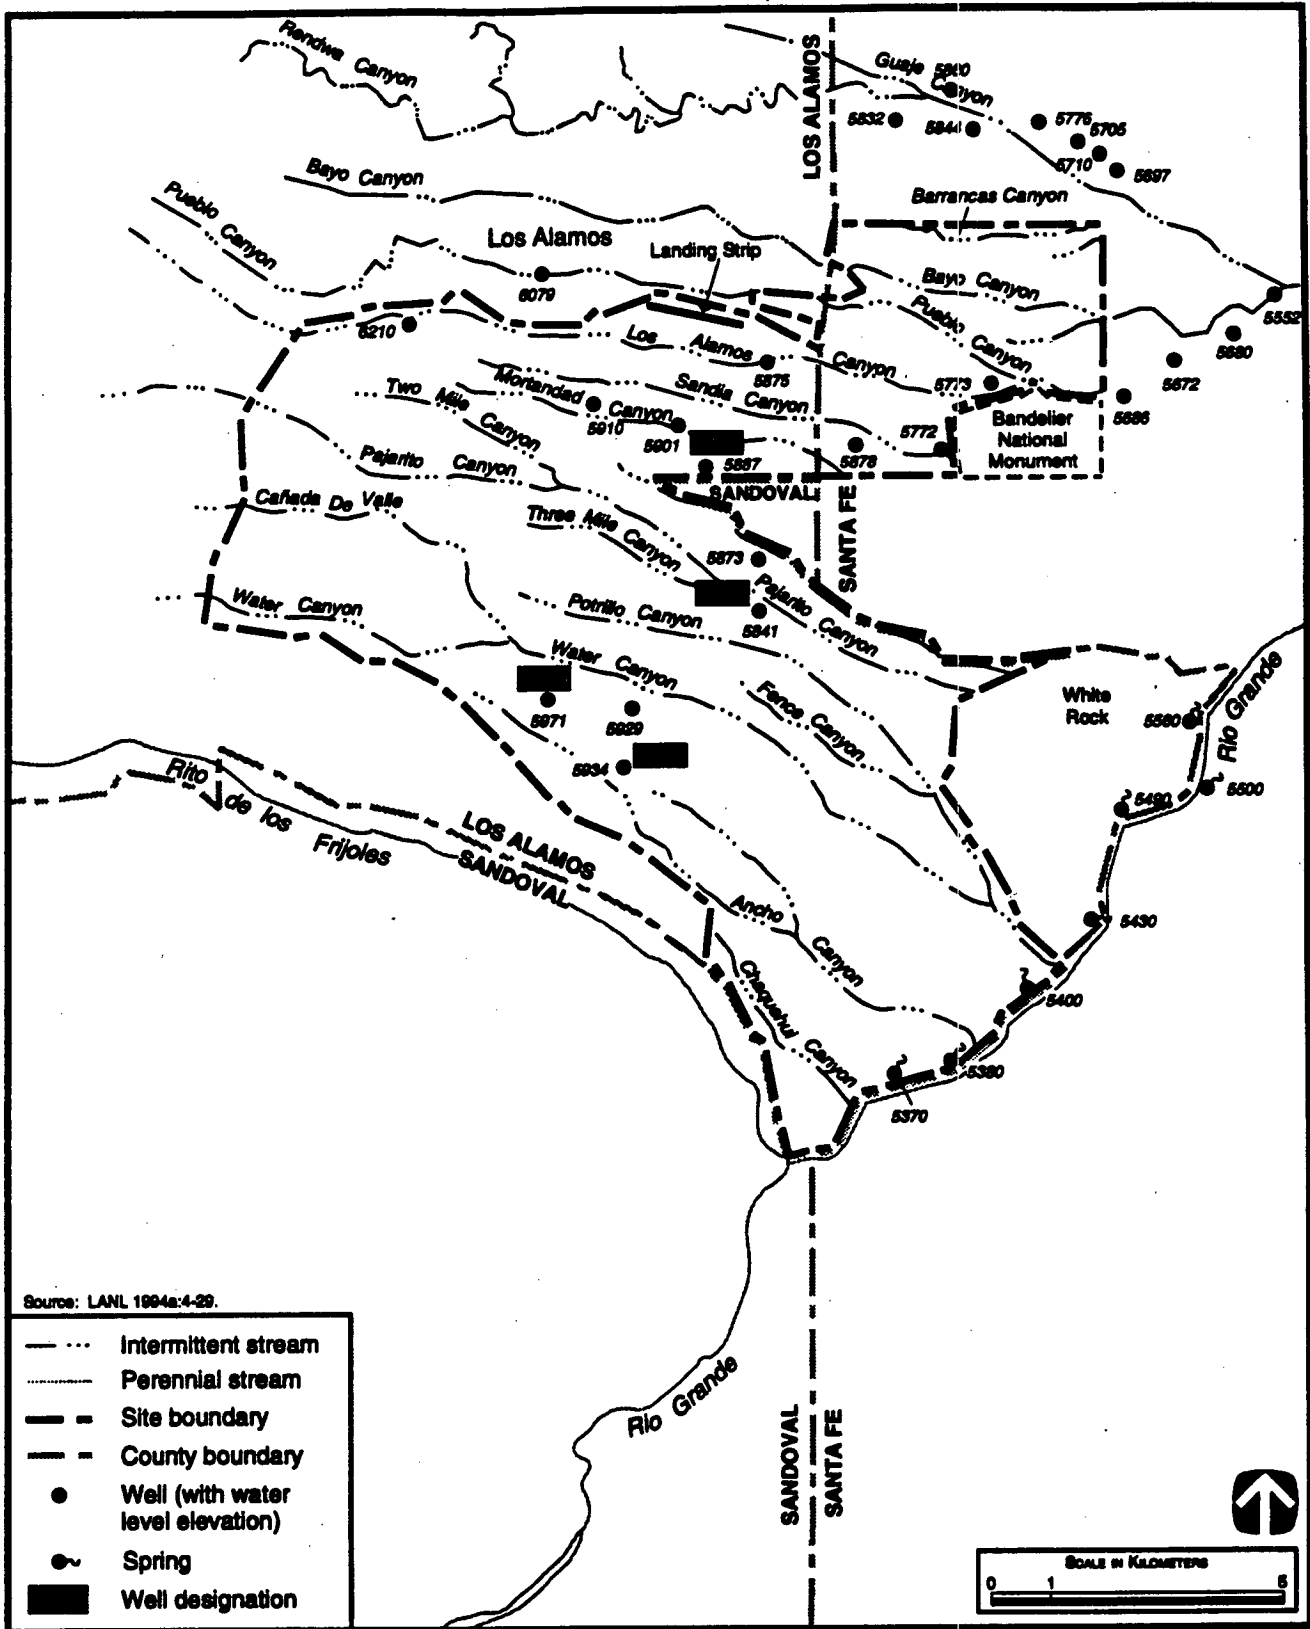 Rendwa Canyon
LOS ALAMOS
Guaje Canyon
5832
5776
5705
5710
5697
Bayo Canyon
Pueblo Canyon
Barrancas Canyon
Los Alamos
Landing Strip
6079
Bayo Canyon
Pueblo Canyon
5552
6210
5680
Los Alamos Canyon
5875
5672
Sandia Canyon
Mortandad Canyon
Two Mile Canyon
5910
5901
5772
5686
Bandelier
National
Monument
5887
5878
Pajarito Canyon
SANDOVAL
SANTA FE
Cañada De Valle
Three Mile Canyon
5873
Water Canyon
Potrillo Canyon
5841
Pajarito Canyon
Water Canyon
Fence Canyon
White
Rock
5971
5929
5560
Rio Grande
5934
5500
5490
Rito de los Frijoles
LOS ALAMOS
SANDOVAL
Ancho Canyon
5430
Chaquehui Canyon
5400
5380
5370
Source: LANL 1994a:4-29.
Intermittent stream
Perennial stream
Site boundary
County boundary
Well (with water
level elevation)
Spring
Well designation
Rio Grande
SANDOVAL
SANTA FE
SCALE IN KILOMETERS
0 1 5